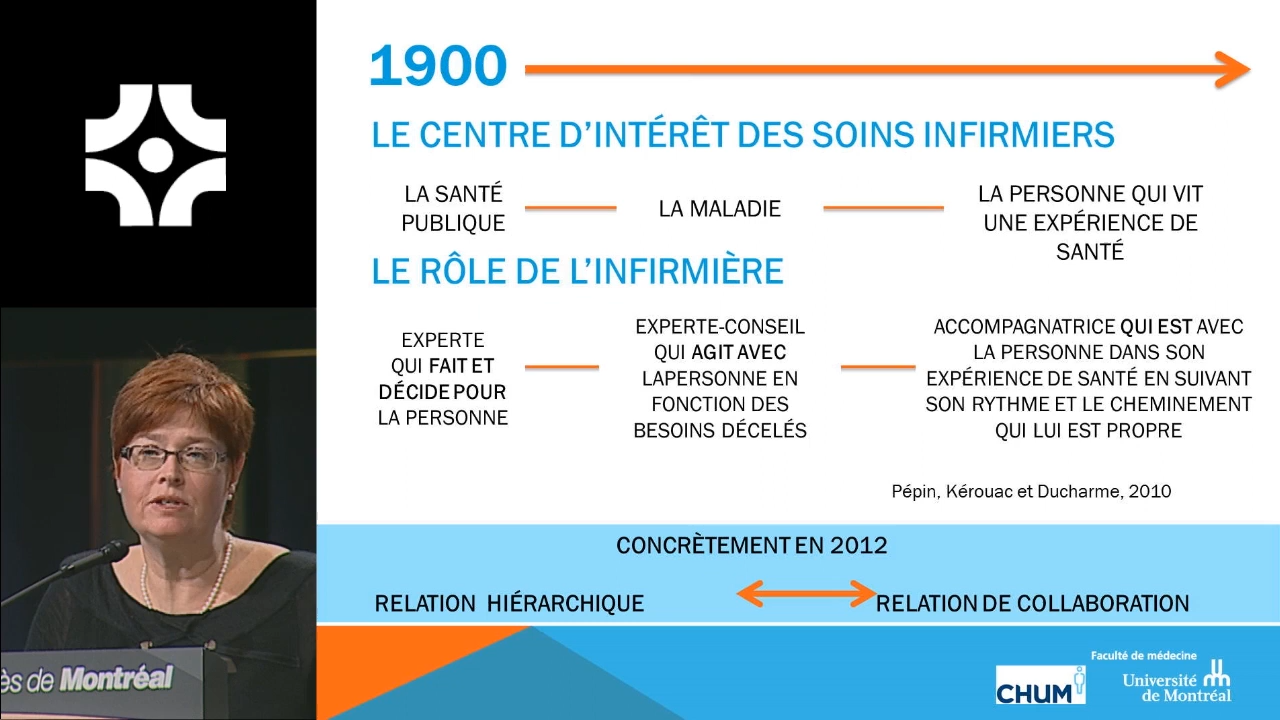 1900
LE CENTRE D'INTÉRÊT DES SOINS INFIRMIERS
LA SANTÉ
PUBLIQUE
LA MALADIE
LA PERSONNE QUI VIT
UNE EXPÉRIENCE DE
SANTÉ
LE RÔLE DE L'INFIRMIÈRE
EXPERTE
QUI FAIT ET
DÉCIDE POUR
LA PERSONNE
EXPERTE-CONSEIL
QUI AGIT AVEC
LAPERSONNE EN
FONCTION DES
BESOINS DÉCELÉS
ACCOMPAGNATRICE QUI EST AVEC
LA PERSONNE DANS SON
EXPÉRIENCE DE SANTÉ EN SUIVANT
SON RYTHME ET LE CHEMINEMENT
QUI LUI EST PROPRE
Pépin, Kérouac et Ducharme, 2010
CONCRÈTEMENT EN 2012
RELATION HIÉRARCHIQUE
RELATION DE COLLABORATION
ès de Montréal
CHUM
Faculté de médecine
Université
de Montréal